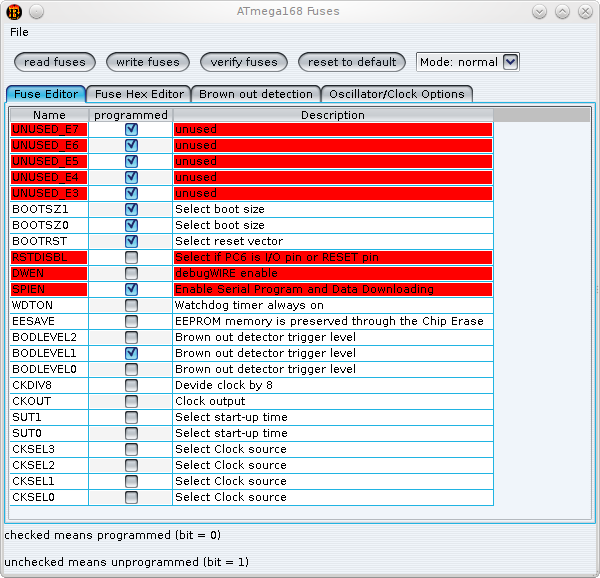 ATmega168 Fuses
File
read fuses write fuses verify fuses reset to default Mode: normal
Fuse Editor Fuse Hex Editor Brown out detection Oscillator/Clock Options
Name programmed Description
UNUSED_E7 unused
UNUSED_E6 unused
UNUSED_E5 unused
UNUSED_E4 unused
UNUSED_E3 unused
BOOTSZ1 Select boot size
BOOTSZ0 Select boot size
BOOTRST Select reset vector
RSTDISBL Select if PC6 is I/O pin or RESET pin
DWEN debugWIRE enable
SPIEN Enable Serial Program and Data Downloading
WDTON Watchdog timer always on
EESAVE EEPROM memory is preserved through the Chip Erase
BODLEVEL2 Brown out detector trigger level
BODLEVEL1 Brown out detector trigger level
BODLEVEL0 Brown out detector trigger level
CKDIV8 Devide clock by 8
CKOUT Clock output
SUT1 Select start-up time
SUT0 Select start-up time
CKSEL3 Select Clock source
CKSEL2 Select Clock source
CKSEL1 Select Clock source
CKSEL0 Select Clock source
checked means programmed (bit = 0)
unchecked means unprogrammed (bit = 1)